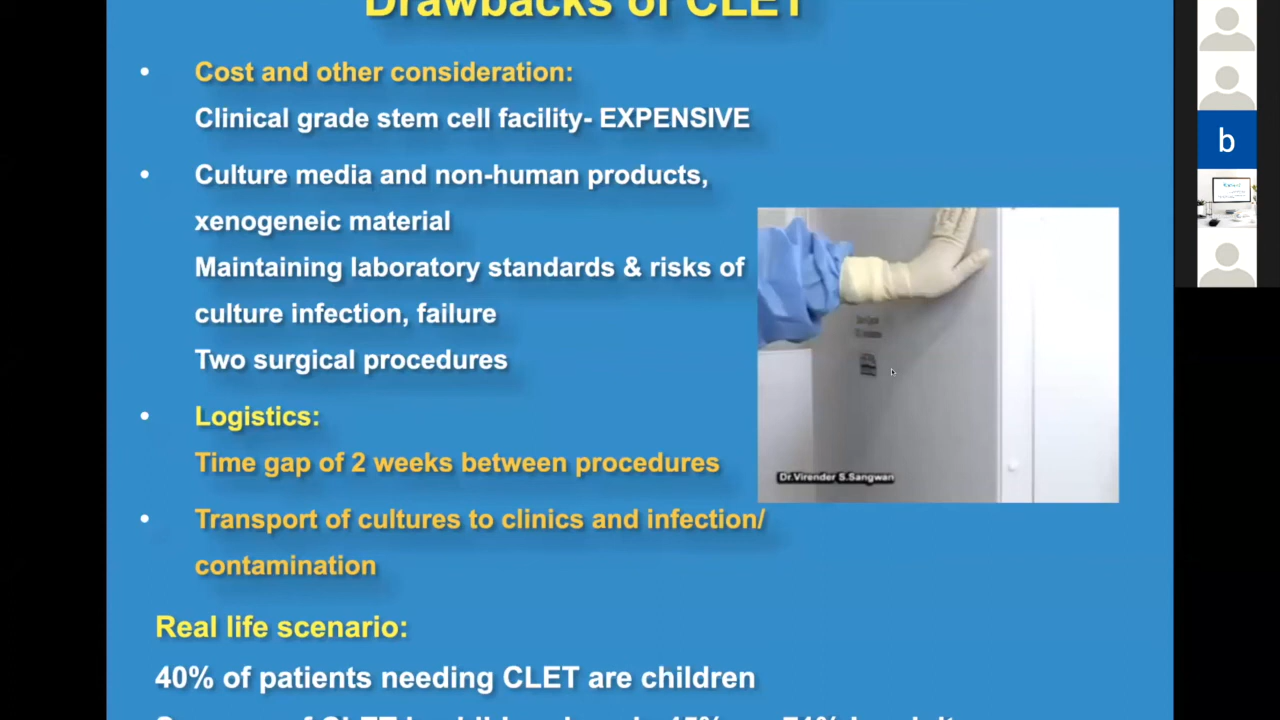 Drawbacks of CLET
• Cost and other consideration:
Clinical grade stem cell facility- EXPENSIVE
• Culture media and non-human products,
xenogeneic material
Maintaining laboratory standards & risks of
culture infection, failure
Two surgical procedures
• Logistics:
Time gap of 2 weeks between procedures
• Transport of cultures to clinics and infection/
contamination
Real life scenario:
40% of patients needing CLET are children
Dr.Virender S.Sangwan
b